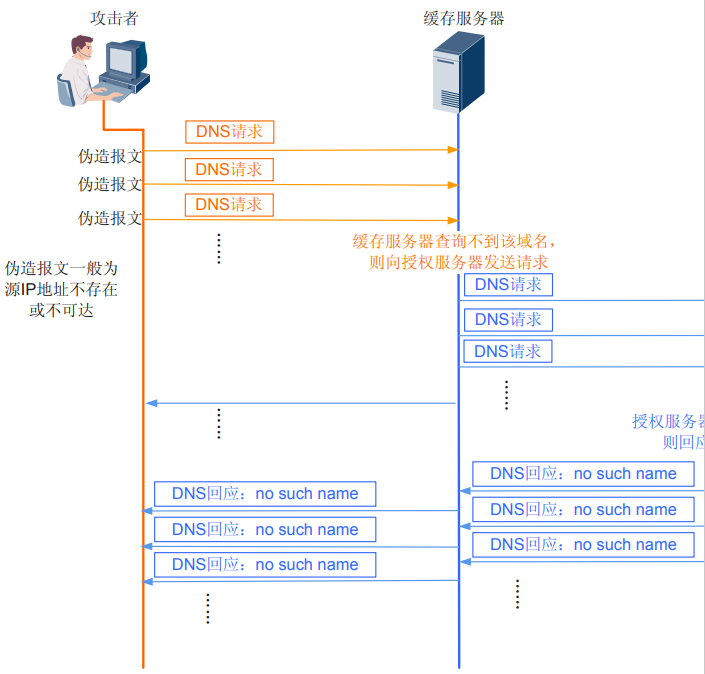 攻击者
缓存服务器
DNS请求
伪造报文
DNS请求
伪造报文
DNS请求
伪造报文
缓存服务器查询不到该域名，
则向授权服务器发送请求
伪造报文一般为
源IP地址不存在
或不可达
DNS请求
DNS请求
DNS请求
授权服务
则回应
DNS回应：no such name
DNS回应：no such name
DNS回应：no such name
DNS回应：no such name
DNS回应：no such name
DNS回应：no such name